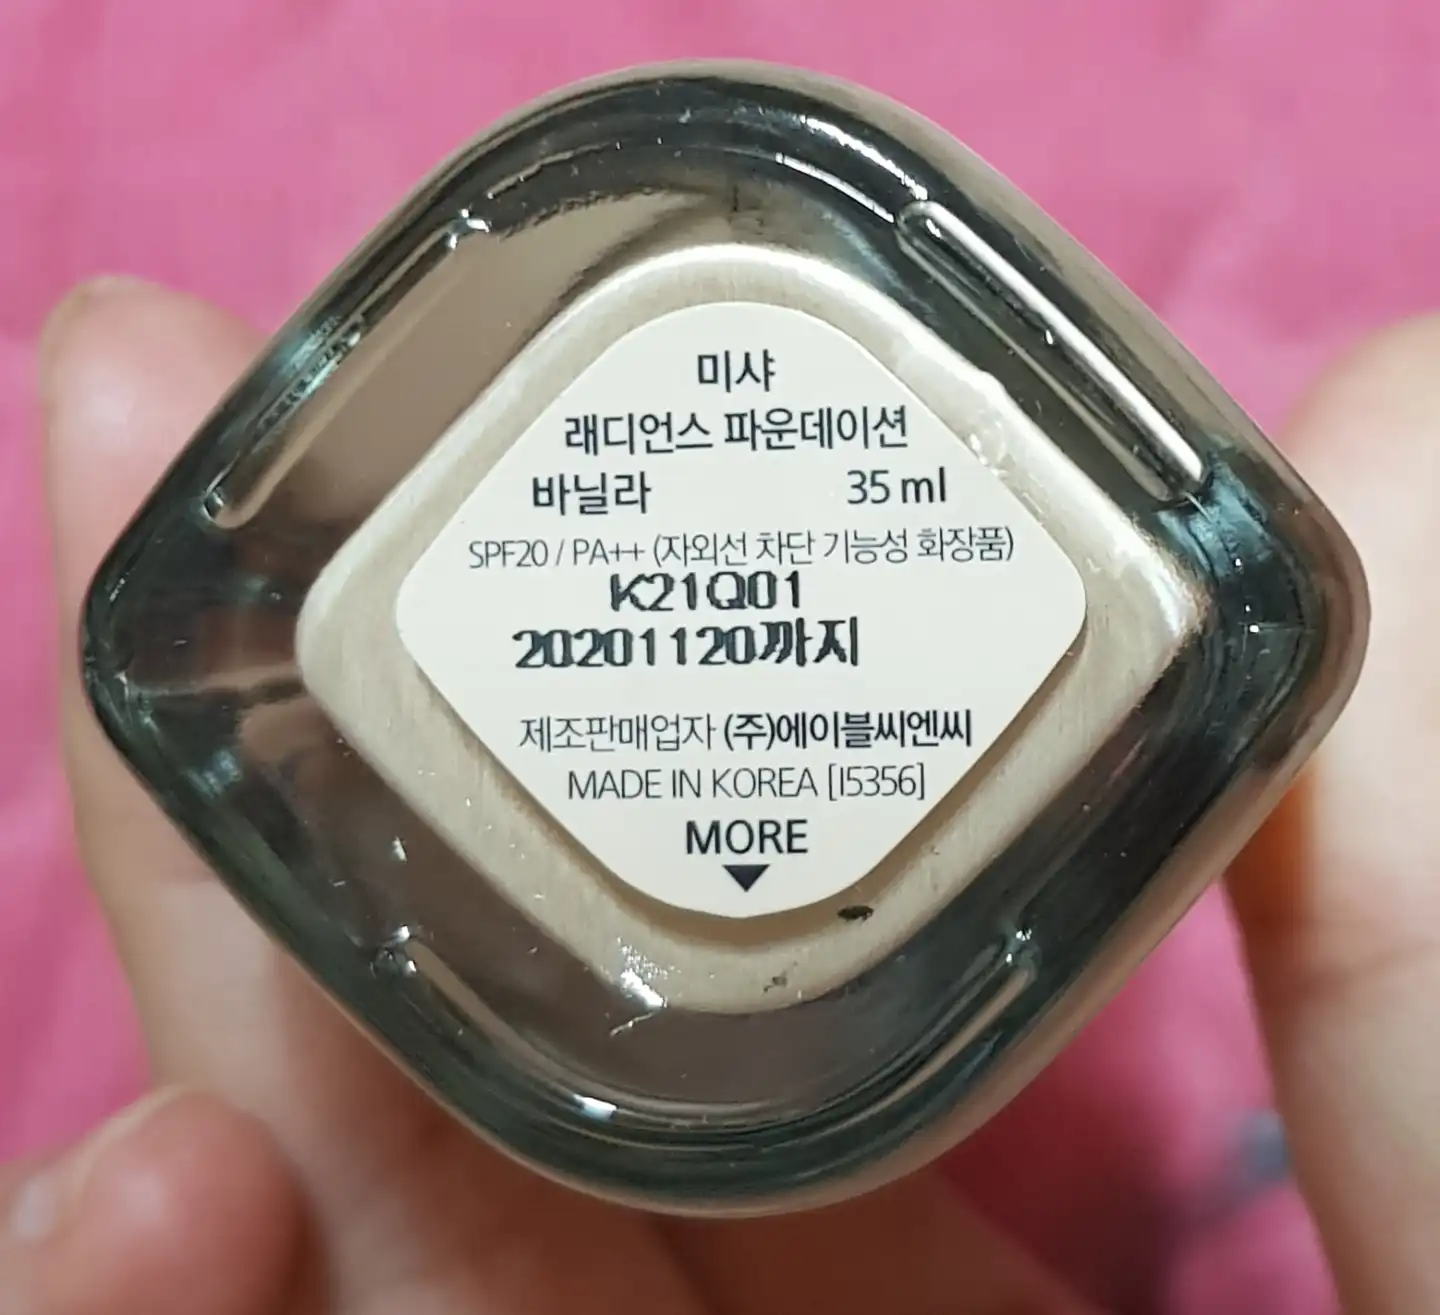 미샤
래디언스 파운데이션
바닐라 35 ml
SPF20 / PA++ (자외선 차단 기능성 화장품)
K21Q01
20201120까지
제조판매업자 (주)에이블씨엔씨
MADE IN KOREA [I5356]
MORE